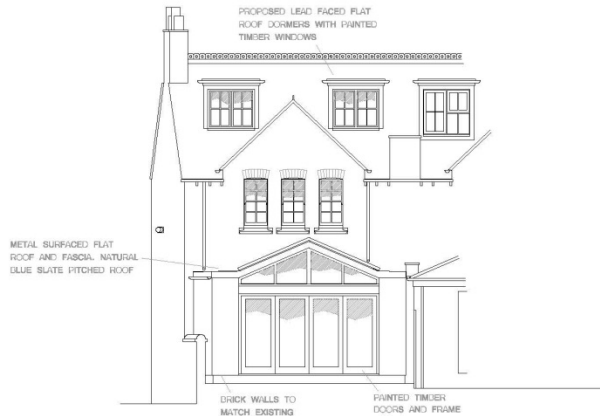 PROPOSED LEAD FACED FLAT
ROOF DORMERS WITH PAINTED
TIMBER WINDOWS
METAL SURFACED FLAT
ROOF AND FASCIA. NATURAL
BLUE SLATE PITCHED ROOF
BRICK WALLS TO
MATCH EXISTING
PAINTED TIMBER
DOORS AND FRAME